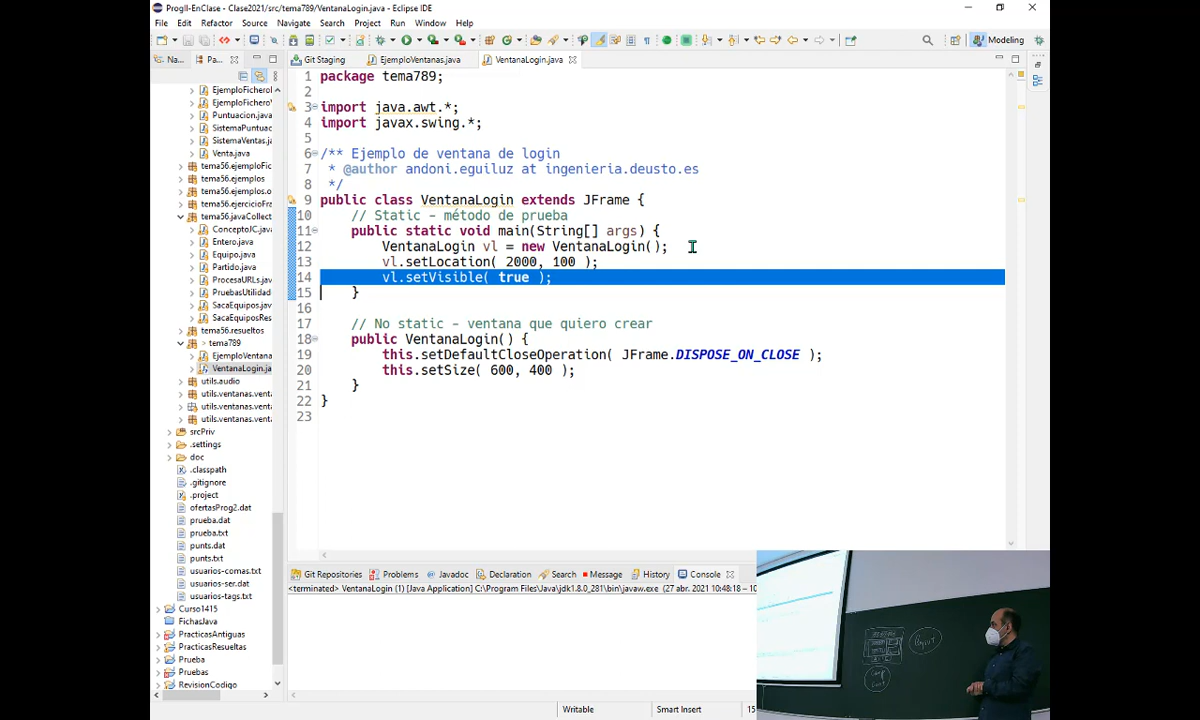 ProgII-EnClase - Clase2021/src/tema789/VentanaLogin.java - Eclipse IDE
File Edit Refactor Source Navigate Search Project Run Window Help
Modeling
Na... Pa...
Git Staging EjemploVentanas.java VentanaLogin.java
EjemploFicheroI
EjemploFicheroV
Puntuacion.java
SistemaPuntuac
SistemaVentas.ja
Venta.java
tema56.ejemploFic
tema56.ejemplos.
tema56.ejemplos.o
tema56.ejercicioFra
tema56.javaCollect
ConceptoJC.java
Entero.java
Equipo.java
Partido.java
ProcesaURLs.java
PruebasUtilidad
SacaEquipos.jav
SacaEquiposRes
tema56.resueltos
> tema789
EjemploVentana
VentanaLogin.ja
utils.audio
utils.ventanas.vent
utils.ventanas.vent
utils.ventanas.vent
srcPriv
.settings
doc
.classpath
.gitignore
.project
ofertasProg2.dat
prueba.dat
prueba.txt
punts.dat
punts.txt
usuarios-comas.txt
usuarios-ser.dat
usuarios-tags.txt
Curso1415
FichasJava
PracticasAntiguas
PracticasResueltas
Prueba
Pruebas
RevisionCodigo
1 package tema789;
2
3 import java.awt.*;
4 import javax.swing.*;
5
6 /** Ejemplo de ventana de login
7 * @author andoni.eguiluz at ingenieria.deusto.es
8 */
9 public class VentanaLogin extends JFrame {
10 // Static - método de prueba
11 public static void main(String[] args) {
12 VentanaLogin vl = new VentanaLogin();
13 vl.setLocation( 2000, 100 );
14 vl.setVisible( true );
15 }
16
17 // No static - ventana que quiero crear
18 public VentanaLogin() {
19 this.setDefaultCloseOperation( JFrame.DISPOSE_ON_CLOSE );
20 this.setSize( 600, 400 );
21 }
22 }
23
Git Repositories Problems Javadoc Declaration Search Message History Console
<terminated> VentanaLogin (1) [Java Application] C:\Program Files\Java\jdk1.8.0_281\bin\javaw.exe (27 abr. 2021 10:48:18 – 10
Writable Smart Insert 15